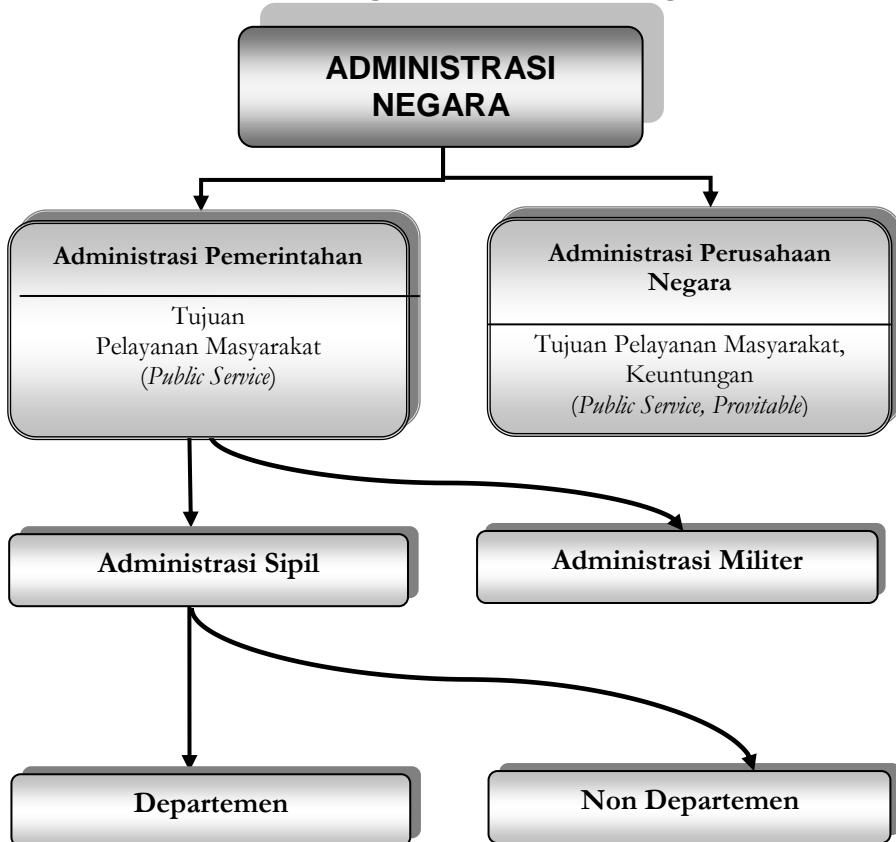 ADMINISTRASI
NEGARA
Administrasi Pemerintahan
Tujuan
Pelayanan Masyarakat
(Public Service)
Administrasi Perusahaan
Negara
Tujuan Pelayanan Masyarakat,
Keuntungan
(Public Service, Provitable)
Administrasi Sipil
Administrasi Militer
Departemen
Non Departemen